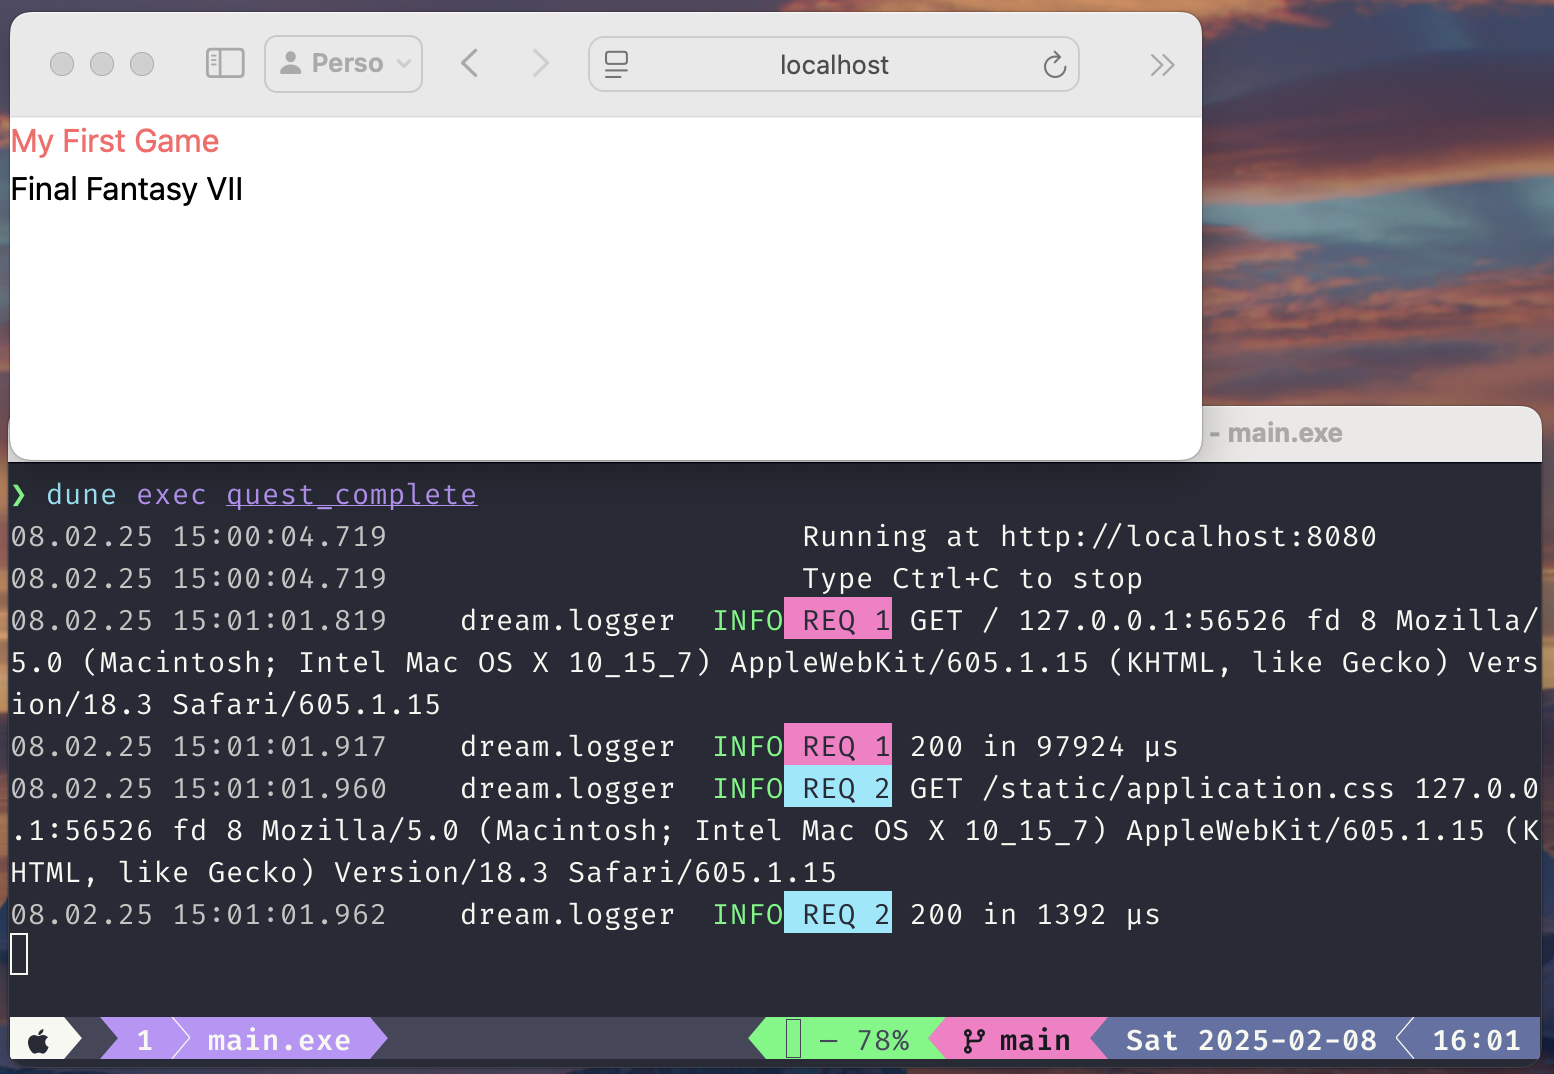 Perso
localhost
My First Game
Final Fantasy VII
- main.exe
❯ dune exec quest_complete
08.02.25 15:00:04.719 Running at http://localhost:8080
08.02.25 15:00:04.719 Type Ctrl+C to stop
08.02.25 15:01:01.819 dream.logger INFO REQ 1 GET / 127.0.0.1:56526 fd 8 Mozilla/
5.0 (Macintosh; Intel Mac OS X 10_15_7) AppleWebKit/605.1.15 (KHTML, like Gecko) Vers
ion/18.3 Safari/605.1.15
08.02.25 15:01:01.917 dream.logger INFO REQ 1 200 in 97924 μs
08.02.25 15:01:01.960 dream.logger INFO REQ 2 GET /static/application.css 127.0.0
.1:56526 fd 8 Mozilla/5.0 (Macintosh; Intel Mac OS X 10_15_7) AppleWebKit/605.1.15 (K
HTML, like Gecko) Version/18.3 Safari/605.1.15
08.02.25 15:01:01.962 dream.logger INFO REQ 2 200 in 1392 μs
1 main.exe – 78% main Sat 2025-02-08 16:01